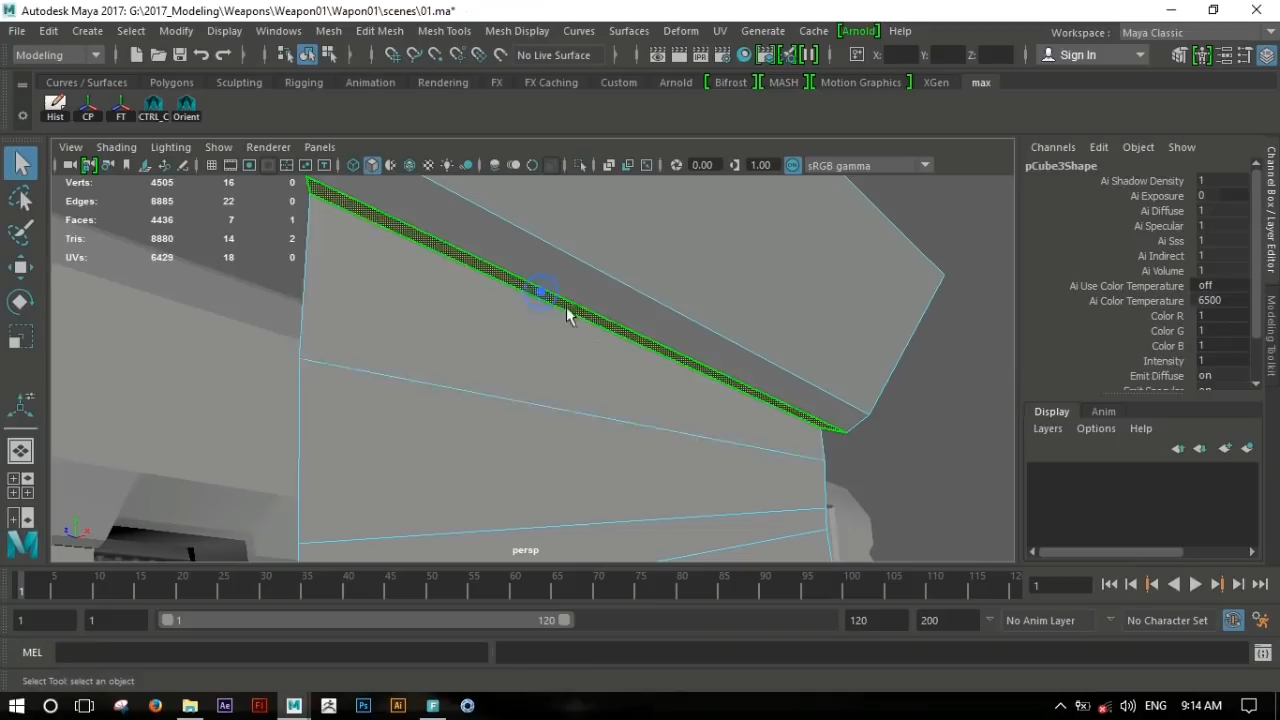 Autodesk Maya 2017: G:\2017_Modeling\Weapons\Weapon01\Wapon01\scenes\01.ma*
File Edit Create Select Modify Display Windows Mesh Edit Mesh Mesh Tools Mesh Display Curves Surfaces Deform UV Generate Cache [Arnold] Help Workspace : Maya Classic
Modeling No Live Surface X: Y: Z: Sign In
Curves / Surfaces Polygons Sculpting Rigging Animation Rendering FX FX Caching Custom Arnold Bifrost MASH Motion Graphics XGen max
Hist CP FT CTRL_C Orient
View Shading Lighting Show Renderer Panels
0.00 1.00 ON sRGB gamma
Verts: 4505 16 0
Edges: 8885 22 0
Faces: 4436 7 1
Tris: 8880 14 2
UVs: 6429 18 0
persp
z x
Channels Edit Object Show
pCube3Shape
Ai Shadow Density 1
Ai Exposure 0
Ai Diffuse 1
Ai Specular 1
Ai Sss 1
Ai Indirect 1
Ai Volume 1
Ai Use Color Temperature off
Ai Color Temperature 6500
Color R 1
Color G 1
Color B 1
Intensity 1
Emit Diffuse on
Channel Box / Layer Editor
Modeling Toolkit
Display Anim
Layers Options Help
5 10 15 20 25 30 35 40 45 50 55 60 65 70 75 80 85 90 95 100 105 110 115 12
1 1
1 1 1 120 120 200 No Anim Layer No Character Set
MEL
Select Tool: select an object
Ae Fl Ps Ai F ENG 9:14 AM